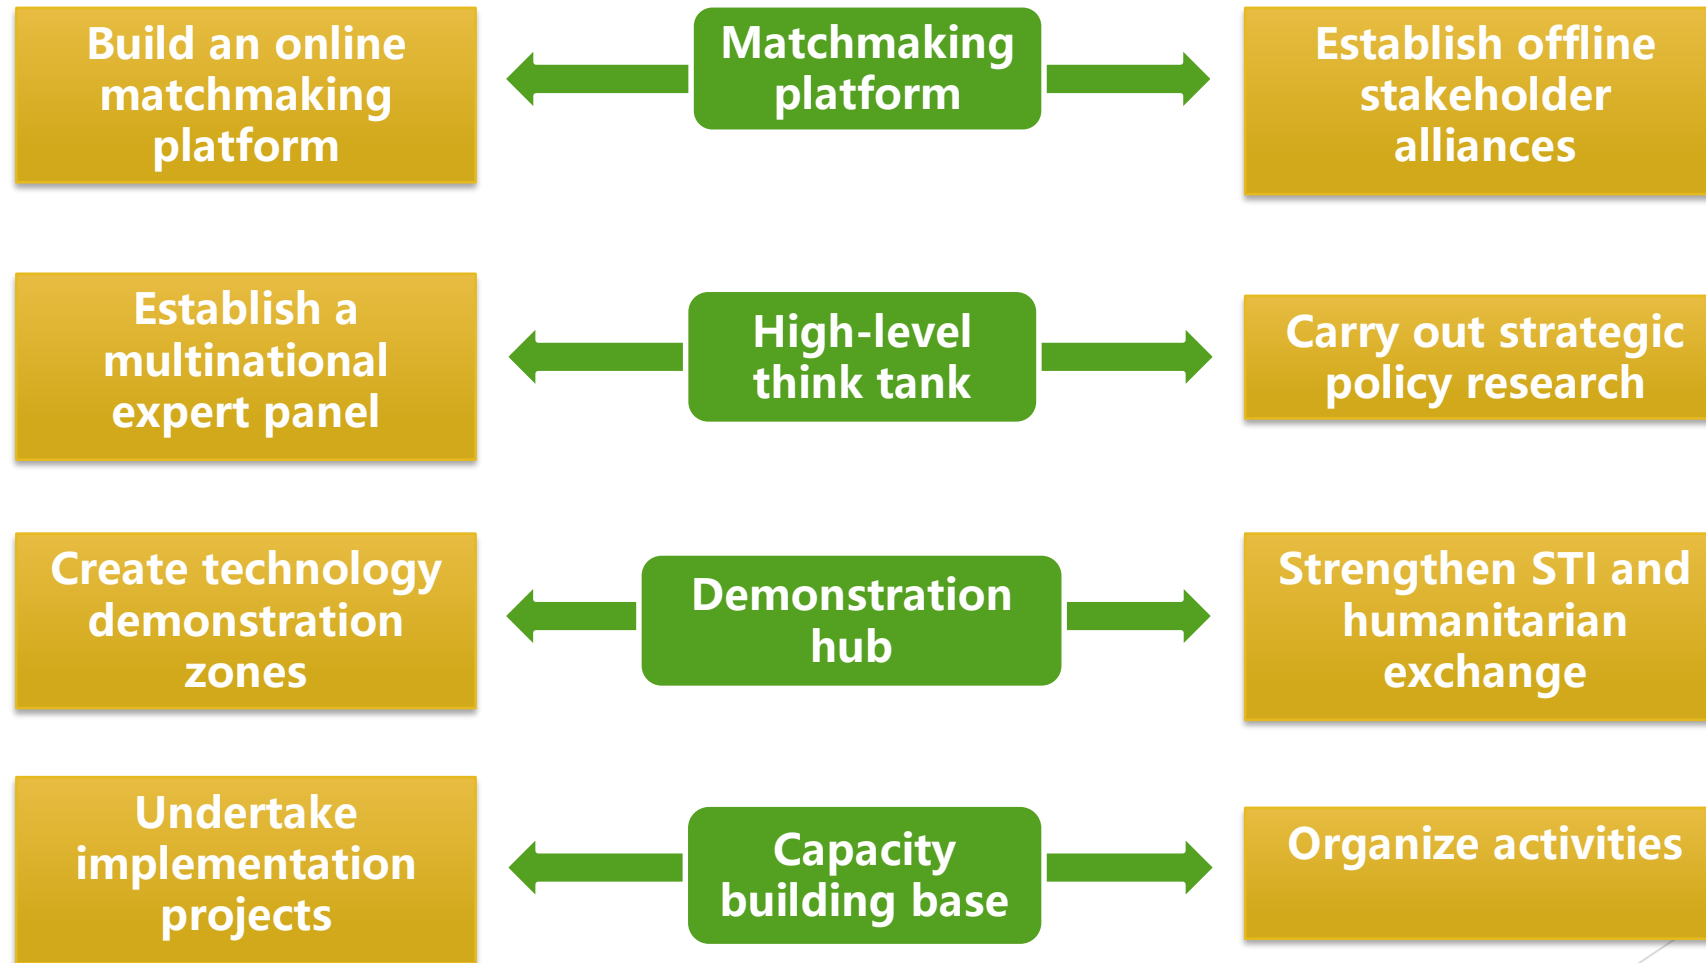 Build an online
matchmaking
platform
Matchmaking
platform
Establish offline
stakeholder
alliances
Establish a
multinational
expert panel
High-level
think tank
Carry out strategic
policy research
Create technology
demonstration
zones
Demonstration
hub
Strengthen STI and
humanitarian
exchange
Undertake
implementation
projects
Capacity
building base
Organize activities